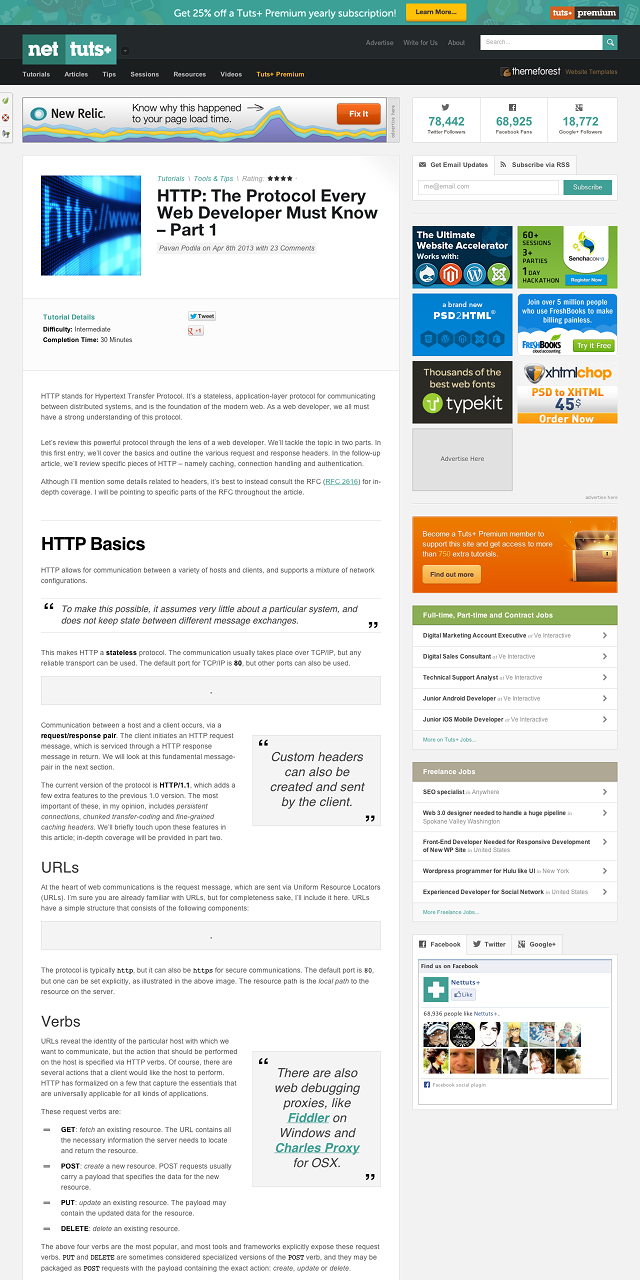 Get 25% off a Tuts+ Premium yearly subscription!
Learn More...
tuts+ premium
net tuts+
Advertise
Write for Us
About
Search...
Tutorials
Articles
Tips
Sessions
Resources
Videos
Tuts+ Premium
themeforest Website Templates
New Relic.
Know why this happened
to your page load time.
Fix It
advertise here
78,442
Twitter Followers
68,925
Facebook Fans
18,772
Google+ Followers
Get Email Updates
Subscribe via RSS
me@email.com
Subscribe
http://www
Tutorials \ Tools & Tips \ Rating:
HTTP: The Protocol Every
Web Developer Must Know
– Part 1
Pavan Podila on Apr 8th 2013 with 23 Comments
Tutorial Details
Difficulty: Intermediate
Completion Time: 30 Minutes
Tweet
+1
HTTP stands for Hypertext Transfer Protocol. It's a stateless, application-layer protocol for communicating
between distributed systems, and is the foundation of the modern web. As a web developer, we all must
have a strong understanding of this protocol.
Let's review this powerful protocol through the lens of a web developer. We'll tackle the topic in two parts. In
this first entry, we'll cover the basics and outline the various request and response headers. In the follow-up
article, we'll review specific pieces of HTTP – namely caching, connection handling and authentication.
Although I'll mention some details related to headers, it's best to instead consult the RFC (RFC 2616) for in-
depth coverage. I will be pointing to specific parts of the RFC throughout the article.
HTTP Basics
HTTP allows for communication between a variety of hosts and clients, and supports a mixture of network
configurations.
“ To make this possible, it assumes very little about a particular system, and
does not keep state between different message exchanges. ”
This makes HTTP a stateless protocol. The communication usually takes place over TCP/IP, but any
reliable transport can be used. The default port for TCP/IP is 80, but other ports can also be used.
Communication between a host and a client occurs, via a
request/response pair. The client initiates an HTTP request
message, which is serviced through a HTTP response
message in return. We will look at this fundamental message-
pair in the next section.
“ Custom headers
can also be
created and sent
by the client. ”
The current version of the protocol is HTTP/1.1, which adds a
few extra features to the previous 1.0 version. The most
important of these, in my opinion, includes persistent
connections, chunked transfer-coding and fine-grained
caching headers. We'll briefly touch upon these features in
this article; in-depth coverage will be provided in part two.
URLs
At the heart of web communications is the request message, which are sent via Uniform Resource Locators
(URLs). I'm sure you are already familiar with URLs, but for completeness sake, I'll include it here. URLs
have a simple structure that consists of the following components:
The protocol is typically http, but it can also be https for secure communications. The default port is 80,
but one can be set explicitly, as illustrated in the above image. The resource path is the local path to the
resource on the server.
Verbs
URLs reveal the identity of the particular host with which we
want to communicate, but the action that should be performed
on the host is specified via HTTP verbs. Of course, there are
several actions that a client would like the host to perform.
HTTP has formalized on a few that capture the essentials that
are universally applicable for all kinds of applications.
“ There are also
web debugging
proxies, like
Fiddler on
Windows and
Charles Proxy
for OSX. ”
These request verbs are:
GET: fetch an existing resource. The URL contains all
the necessary information the server needs to locate
and return the resource.
POST: create a new resource. POST requests usually
carry a payload that specifies the data for the new
resource.
PUT: update an existing resource. The payload may
contain the updated data for the resource.
DELETE: delete an existing resource.
The above four verbs are the most popular, and most tools and frameworks explicitly expose these request
verbs. PUT and DELETE are sometimes considered specialized versions of the POST verb, and they may be
packaged as POST requests with the payload containing the exact action: create, update or delete.
The Ultimate
Website Accelerator
Works with:
60+
SESSIONS
3+
PARTIES
1 DAY
HACKATHON
SenchaCON13
Register Now
a brand new
PSD2HTML®
Join over 5 million people
who use FreshBooks to make
billing painless.
FRESHBOOKS
cloud accounting
Try it Free
Thousands of the
best web fonts
typekit
xhtmlchop
PSD to XHTML
45$
Order Now
Advertise Here
advertise here
Become a Tuts+ Premium member to
support this site and get access to more
than 750 extra tutorials.
Find out more
Full-time, Part-time and Contract Jobs
Digital Marketing Account Executive at Ve Interactive
Digital Sales Consultant at Ve Interactive
Technical Support Analyst at Ve Interactive
Junior Android Developer at Ve Interactive
Junior iOS Mobile Developer at Ve Interactive
More on Tuts+ Jobs...
Freelance Jobs
SEO specialist in Anywhere
Web 3.0 designer needed to handle a huge pipeline in
Spokane Valley Washington
Front-End Developer Needed for Responsive Development
of New WP Site in United States
Wordpress programmer for Hulu like UI in New York
Experienced Developer for Social Network in United States
More Freelance Jobs...
Facebook
Twitter
Google+
Find us on Facebook
Nettuts+
Like
68,936 people like Nettuts+.
Facebook social plugin